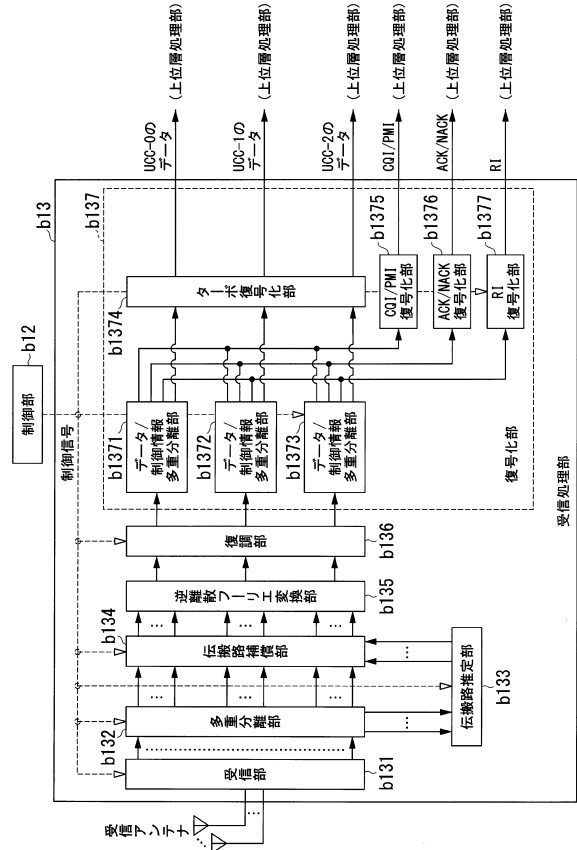 制御部
b12
制御信号
b13
b137
受信アンテナ
…
…
受信部
b131
多重分離部
b132
伝搬路推定部
b133
伝搬路補償部
b134
逆離散フーリエ変換部
b135
復調部
b136
データ/
制御情報
多重分離部
b1371
データ/
制御情報
多重分離部
b1372
データ/
制御情報
多重分離部
b1373
ターボ復号化部
b1374
CQI/PMI
復号化部
b1375
ACK/NACK
復号化部
b1376
RI
復号化部
b1377
復号化部
受信処理部
UCC-0の
データ
(上位層処理部)
UCC-1の
データ
(上位層処理部)
UCC-2の
データ
(上位層処理部)
CQI/PMI
(上位層処理部)
ACK/NACK
(上位層処理部)
RI
(上位層処理部)